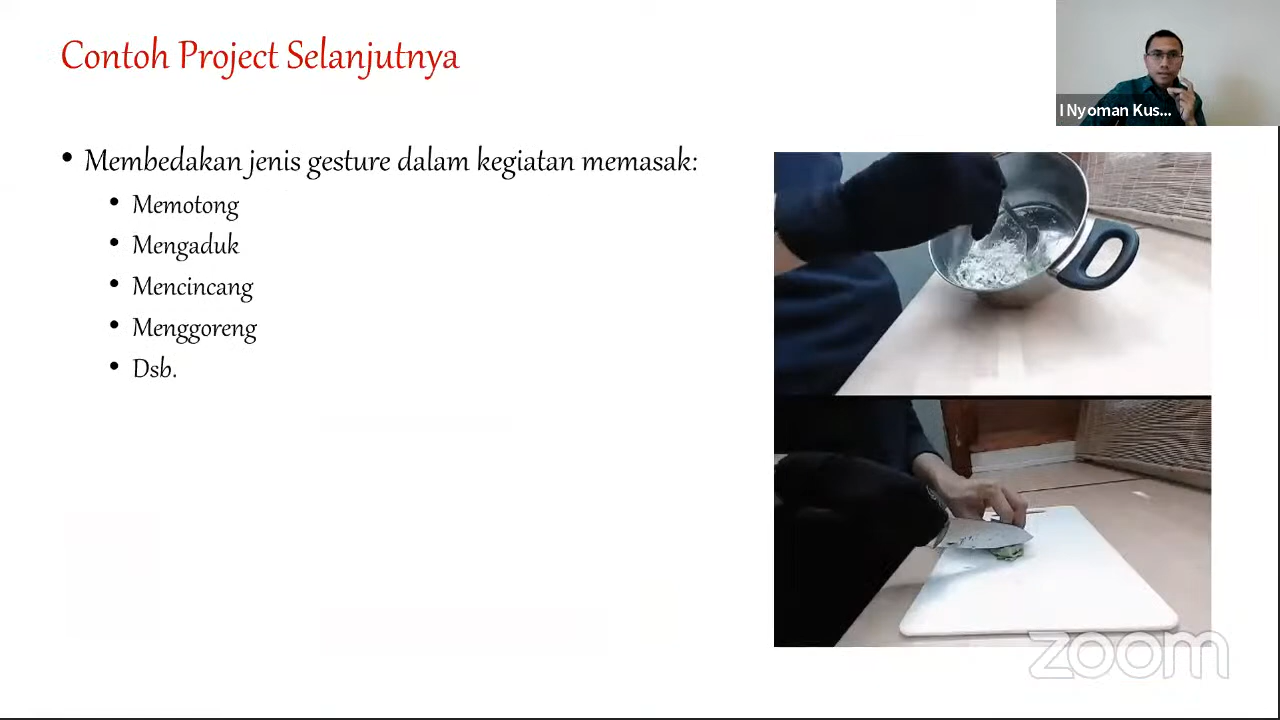 Contoh Project Selanjutnya
I Nyoman Kus...
• Membedakan jenis gesture dalam kegiatan memasak:
• Memotong
• Mengaduk
• Mencincang
• Menggoreng
• Dsb.
zoom